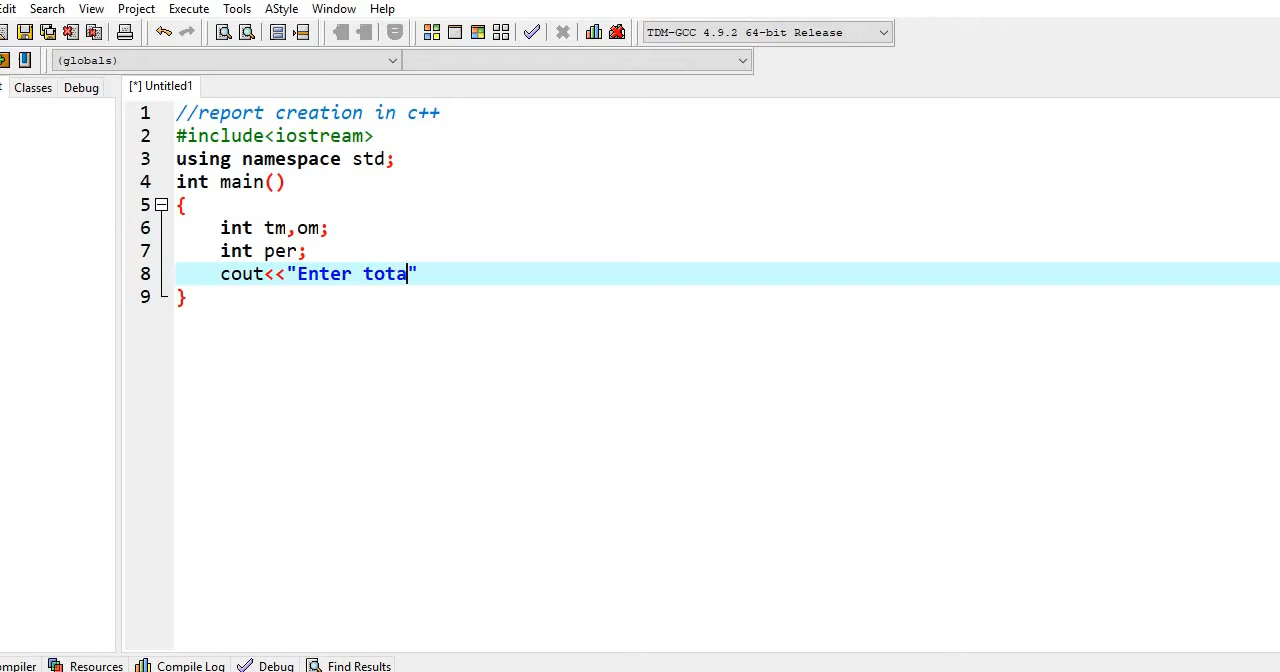 Edit Search View Project Execute Tools AStyle Window Help
TDM-GCC 4.9.2 64-bit Release
(globals)
Classes Debug [*] Untitled1
1 //report creation in c++
2 #include<iostream>
3 using namespace std;
4 int main()
5 {
6 int tm,om;
7 int per;
8 cout<<"Enter tota"
9 }
ompiler Resources Compile Log Debug Find Results